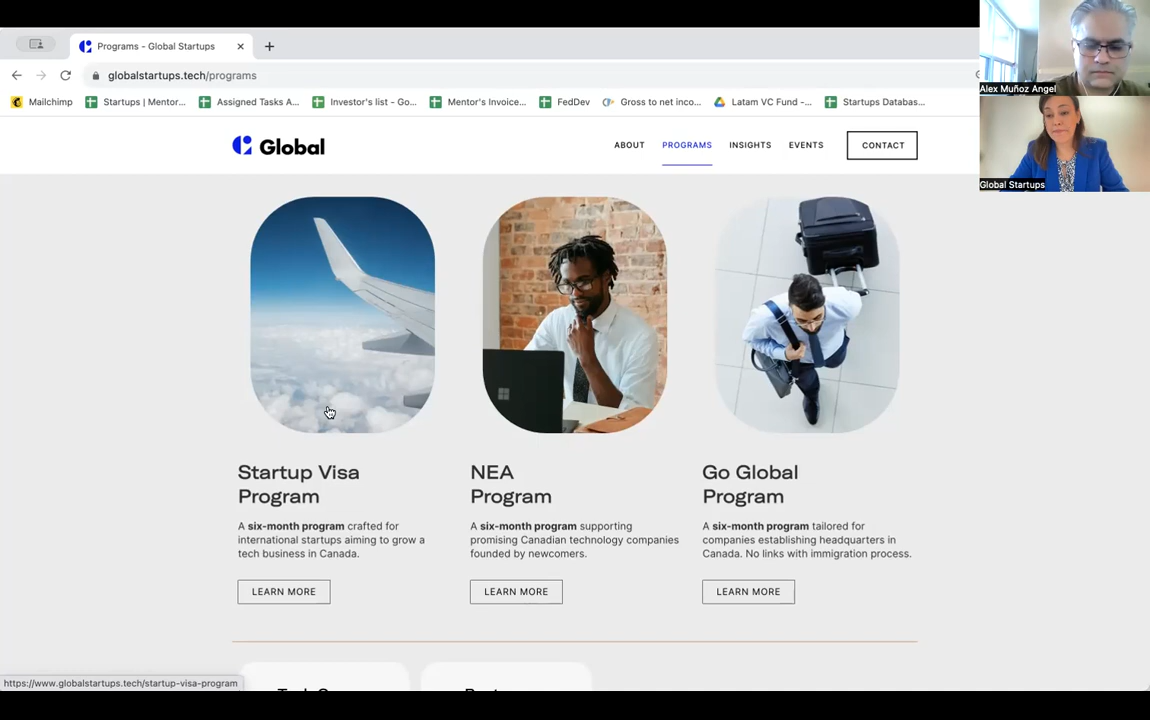 Programs - Global Startups
globalstartups.tech/programs
Mailchimp
Startups | Mentor...
Assigned Tasks A...
Investor's list - Go...
Mentor's Invoice...
FedDev
Gross to net inco...
Latam VC Fund -...
Startups Databas...
Alex Muñoz Angel
Global Startups
Global
ABOUT
PROGRAMS
INSIGHTS
EVENTS
CONTACT
Startup Visa
Program
A six-month program crafted for
international startups aiming to grow a
tech business in Canada.
LEARN MORE
NEA
Program
A six-month program supporting
promising Canadian technology companies
founded by newcomers.
LEARN MORE
Go Global
Program
A six-month program tailored for
companies establishing headquarters in
Canada. No links with immigration process.
LEARN MORE
https://www.globalstartups.tech/startup-visa-program